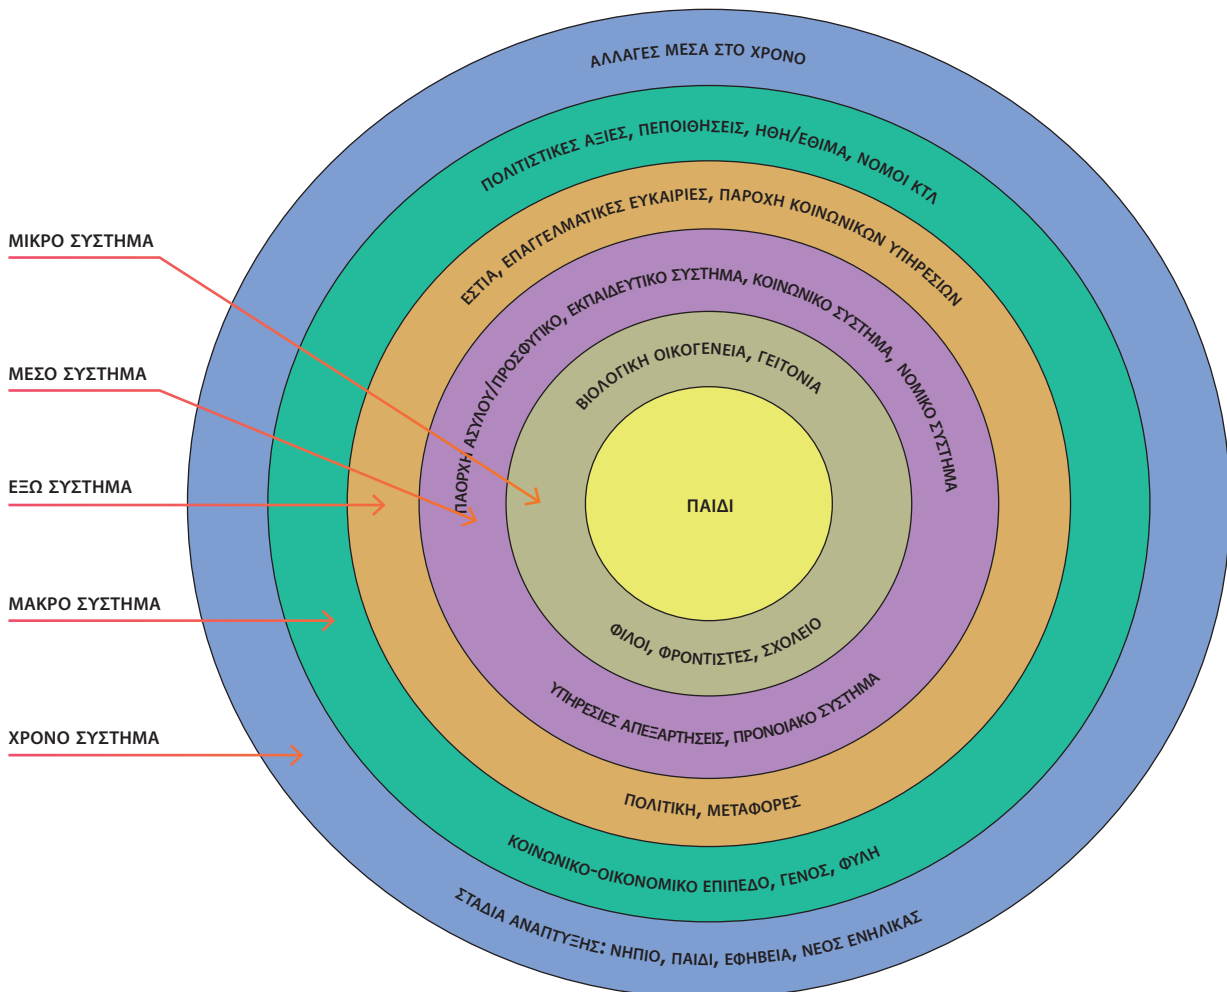 ΑΛΛΑΓΕΣ ΜΕΣΑ ΣΤΟ ΧΡΟΝΟ
ΠΟΛΙΤΙΣΤΙΚΕΣ ΑΞΙΕΣ, ΠΕΠΟΙΘΗΣΕΙΣ, ΗΘΗ/ΕΘΙΜΑ, ΝΟΜΟΙ ΚΤΛ
ΕΣΤΙΑ, ΕΠΑΓΓΕΛΜΑΤΙΚΕΣ ΕΥΚΑΙΡΙΕΣ, ΠΑΡΟΧΗ ΚΟΙΝΩΝΙΚΩΝ ΥΠΗΡΕΣΙΩΝ
ΠΑΟΡΧΗ ΑΣΥΛΟΥ/ΠΡΟΣΦΥΓΙΚΟ, ΕΚΠΑΙΔΕΥΤΙΚΟ ΣΥΣΤΗΜΑ, ΚΟΙΝΩΝΙΚΟ ΣΥΣΤΗΜΑ, ΝΟΜΙΚΟ ΣΥΣΤΗΜΑ
ΒΙΟΛΟΓΙΚΗ ΟΙΚΟΓΕΝΕΙΑ, ΓΕΙΤΟΝΙΑ
ΠΑΙΔΙ
ΦΙΛΟΙ, ΦΡΟΝΤΙΣΤΕΣ, ΣΧΟΛΕΙΟ
ΥΠΗΡΕΣΙΕΣ ΑΠΕΞΑΡΤΗΣΕΙΣ, ΠΡΟΝΟΙΑΚΟ ΣΥΣΤΗΜΑ
ΠΟΛΙΤΙΚΗ, ΜΕΤΑΦΟΡΕΣ
ΚΟΙΝΩΝΙΚΟ-ΟΙΚΟΝΟΜΙΚΟ ΕΠΙΠΕΔΟ, ΓΕΝΟΣ, ΦΥΛΗ
ΣΤΑΔΙΑ ΑΝΑΠΤΥΞΗΣ: ΝΗΠΙΟ, ΠΑΙΔΙ, ΕΦΗΒΕΙΑ, ΝΕΟΣ ΕΝΗΛΙΚΑΣ
ΜΙΚΡΟ ΣΥΣΤΗΜΑ
ΜΕΣΟ ΣΥΣΤΗΜΑ
ΕΞΩ ΣΥΣΤΗΜΑ
ΜΑΚΡΟ ΣΥΣΤΗΜΑ
ΧΡΟΝΟ ΣΥΣΤΗΜΑ